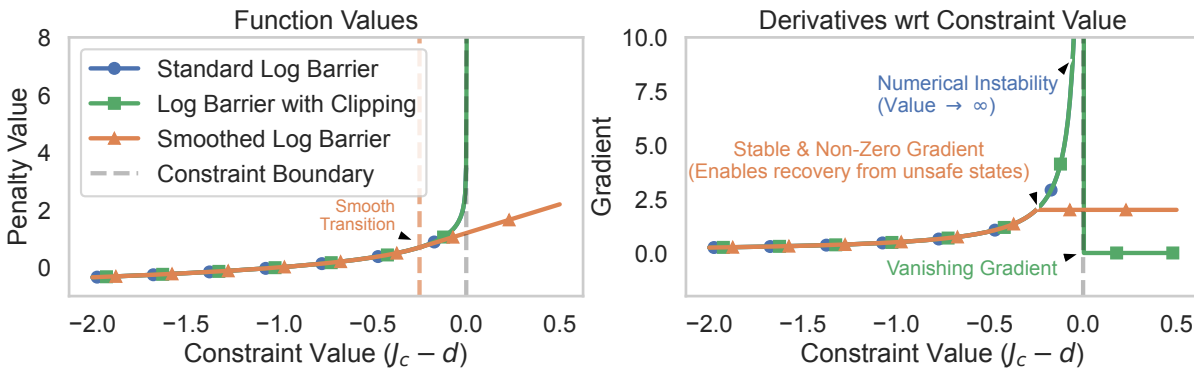 Function Values
Penalty Value
8
6
4
2
0
Standard Log Barrier
Log Barrier with Clipping
Smoothed Log Barrier
Constraint Boundary
Smooth
Transition
−2.0 −1.5 −1.0 −0.5 0.0 0.5
Constraint Value (J_c − d)
Derivatives wrt Constraint Value
Gradient
10.0
7.5
5.0
2.5
0.0
Numerical Instability
(Value → ∞)
Stable & Non-Zero Gradient
(Enables recovery from unsafe states)
Vanishing Gradient
−2.0 −1.5 −1.0 −0.5 0.0 0.5
Constraint Value (J_c − d)